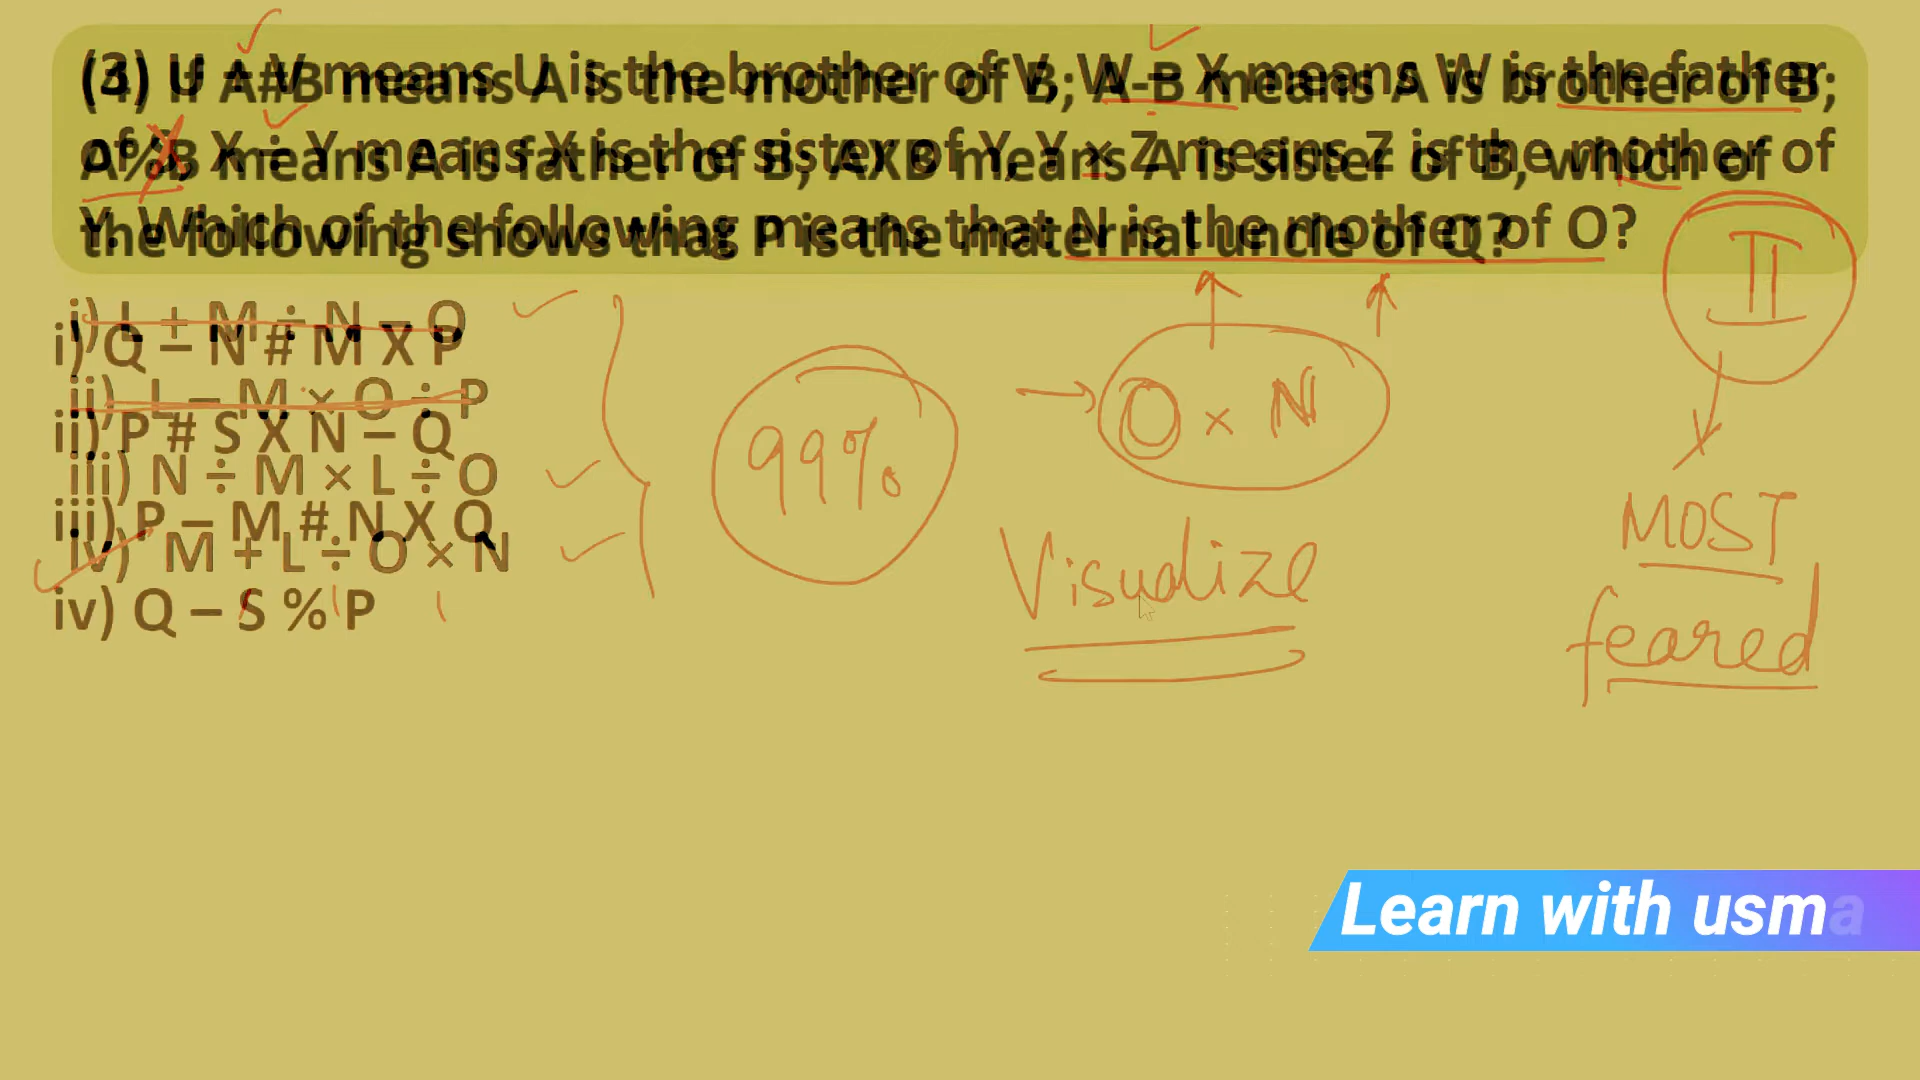 (3) U + V means U is the brother of V, W – X means W is the father
of X, X ÷ Y means X is the sister of Y, Y × Z means Z is the mother of
Y. Which of the following means that N is the mother of O?
i) L + M ÷ N – O
ii) L – M × O ÷ P
iii) N ÷ M × L ÷ O
iv) M + L ÷ O × N
(4) If A#B means A is the mother of B; A-B means A is brother of B;
A%B means A is father of B, AXB means A is sister of B, which of
the following shows that P is the maternal uncle of Q?
i) Q – N # M X P
ii) P # S X N – Q
iii) P – M # N X Q
iv) Q – S % P
99%
O × N
Visualize
II
MOST
feared
Learn with usma